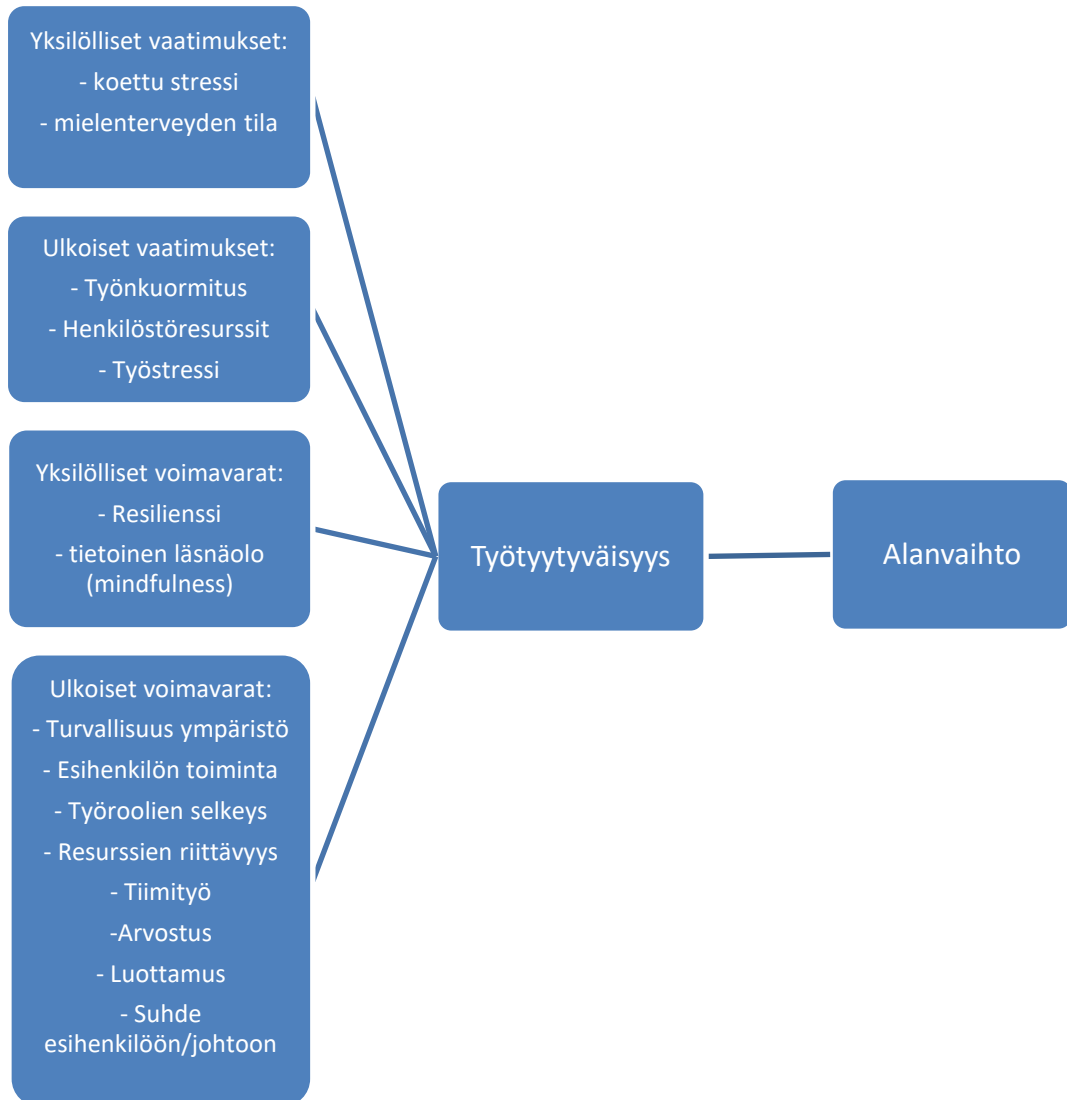 Yksilölliset vaatimukset:
- koettu stressi
- mielenterveyden tila
Ulkoiset vaatimukset:
- Työnkuormitus
- Henkilöstöresurssit
- Työstressi
Yksilölliset voimavarat:
- Resilienssi
- tietoinen läsnäolo
(mindfulness)
Ulkoiset voimavarat:
- Turvallisuus ympäristö
- Esihenkilön toiminta
- Työroolien selkeys
- Resurssien riittävyys
- Tiimityö
-Arvostus
- Luottamus
- Suhde
esihenkilöön/johtoon
Työtyytyväisyys
Alanvaihto